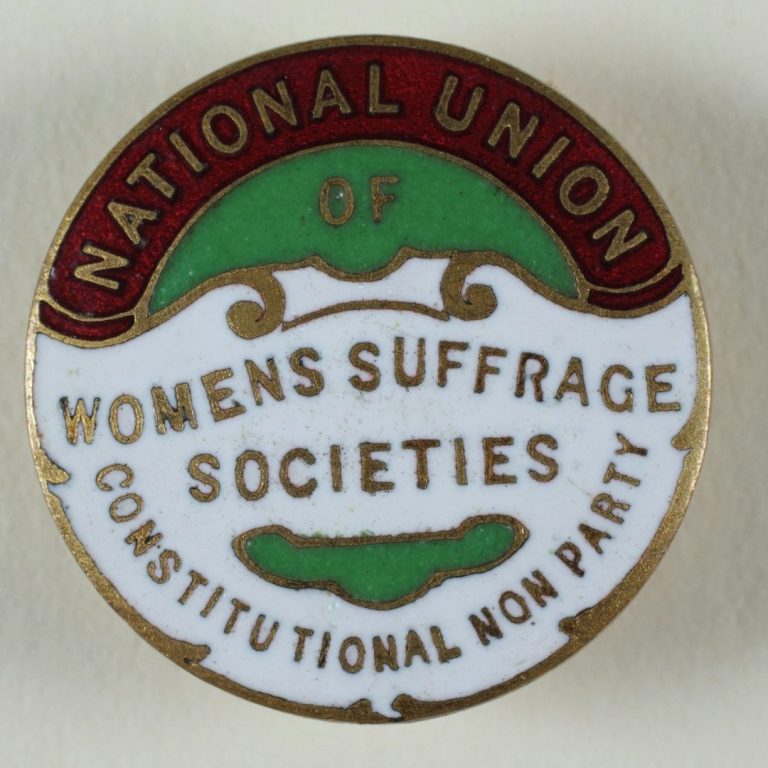 NATIONAL UNION
OF
WOMENS SUFFRAGE
SOCIETIES
CONSTITUTIONAL NON PARTY